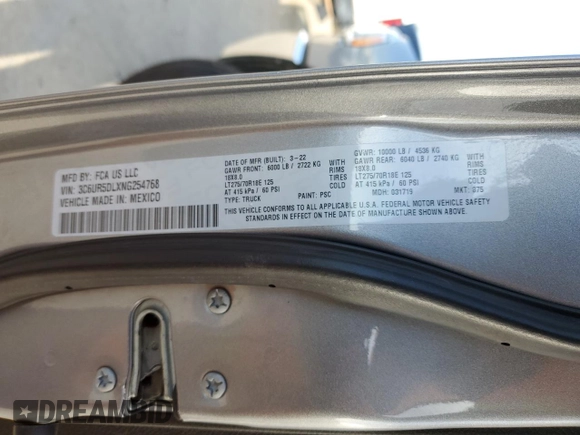 MFD BY: FCA US LLC
VIN: 3C6UR5DLXNG254768
VEHICLE MADE IN: MEXICO
DATE OF MFR (BUILT): 3-22
GAWR FRONT: 6000 LB / 2722 KG WITH
18X8.0 RIMS
LT275/70R18E 125 TIRES
AT 415 kPa / 60 PSI COLD
TYPE: TRUCK PAINT: PSC
GVWR: 10000 LB / 4536 KG
GAWR REAR: 6040 LB / 2740 KG WITH
18X8.0 RIMS
LT275/70R18E 125 TIRES
AT 415 kPa / 60 PSI COLD
MDH: 031719 MKT: 075
THIS VEHICLE CONFORMS TO ALL APPLICABLE U.S.A. FEDERAL MOTOR VEHICLE SAFETY
STANDARDS IN EFFECT ON THE DATE OF MANUFACTURE SHOWN ABOVE.
DREAMBID